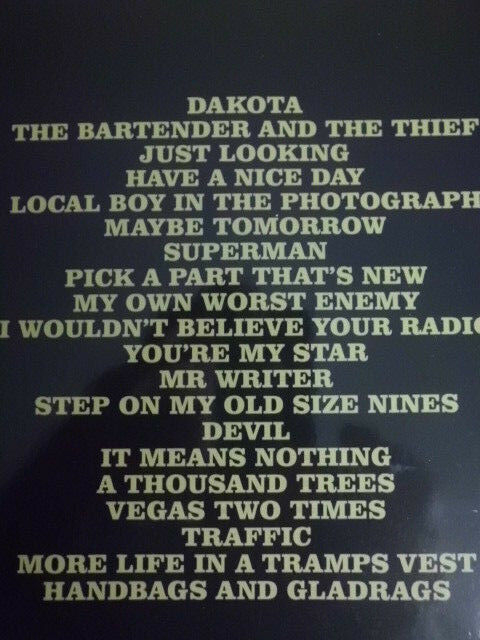 DAKOTA
THE BARTENDER AND THE THIEF
JUST LOOKING
HAVE A NICE DAY
LOCAL BOY IN THE PHOTOGRAPH
MAYBE TOMORROW
SUPERMAN
PICK A PART THAT'S NEW
MY OWN WORST ENEMY
I WOULDN'T BELIEVE YOUR RADIO
YOU'RE MY STAR
MR WRITER
STEP ON MY OLD SIZE NINES
DEVIL
IT MEANS NOTHING
A THOUSAND TREES
VEGAS TWO TIMES
TRAFFIC
MORE LIFE IN A TRAMPS VEST
HANDBAGS AND GLADRAGS